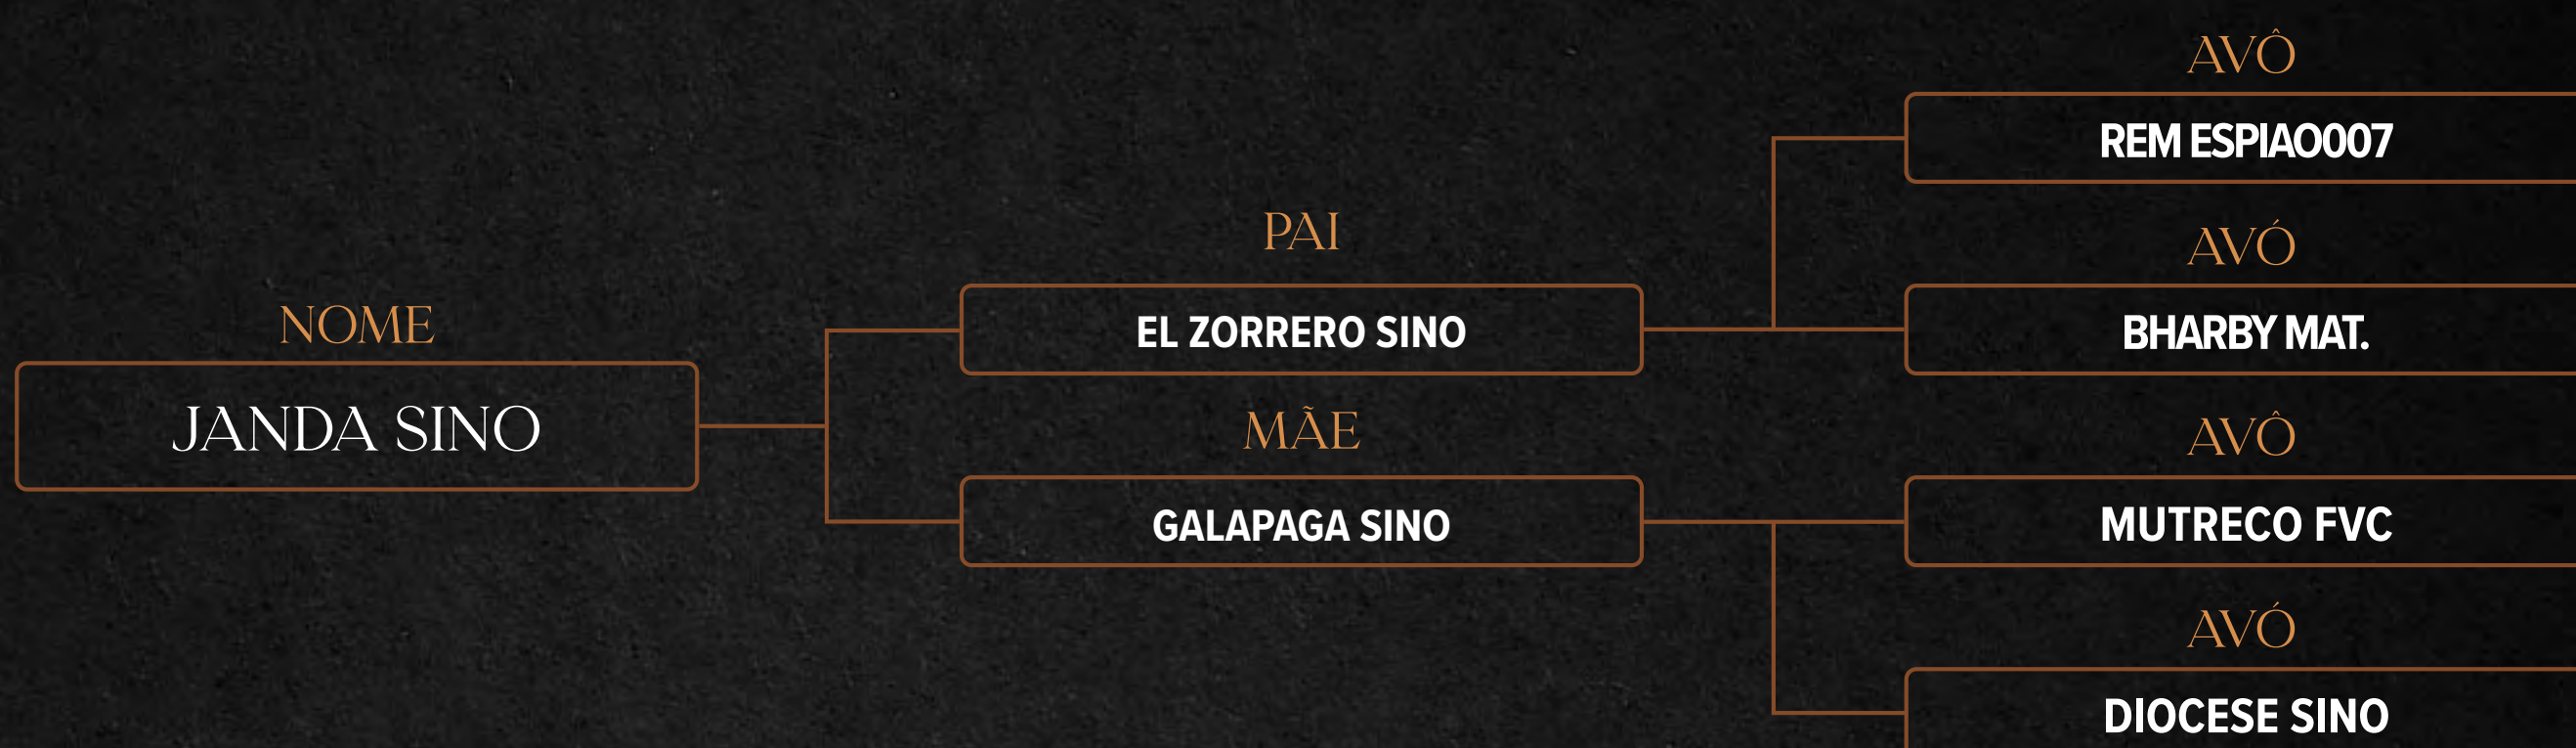 AVÔ
REM ESPIAO007
AVÓ
BHARBY MAT.
PAI
EL ZORRERO SINO
NOME
JANDA SINO
MÃE
GALAPAGA SINO
AVÔ
MUTRECO FVC
AVÓ
DIOCESE SINO